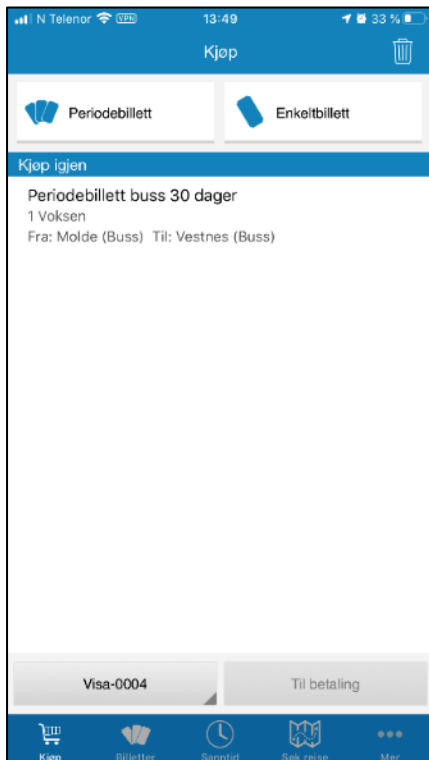 N Telenor VPN 13:49 33 %
Kjøp
Periodebillett Enkeltbillett
Kjøp igjen
Periodebillett buss 30 dager
1 Voksen
Fra: Molde (Buss) Til: Vestnes (Buss)
Visa-0004 Til betaling
Kjøp Billetter Sanntid Søk reise Mer